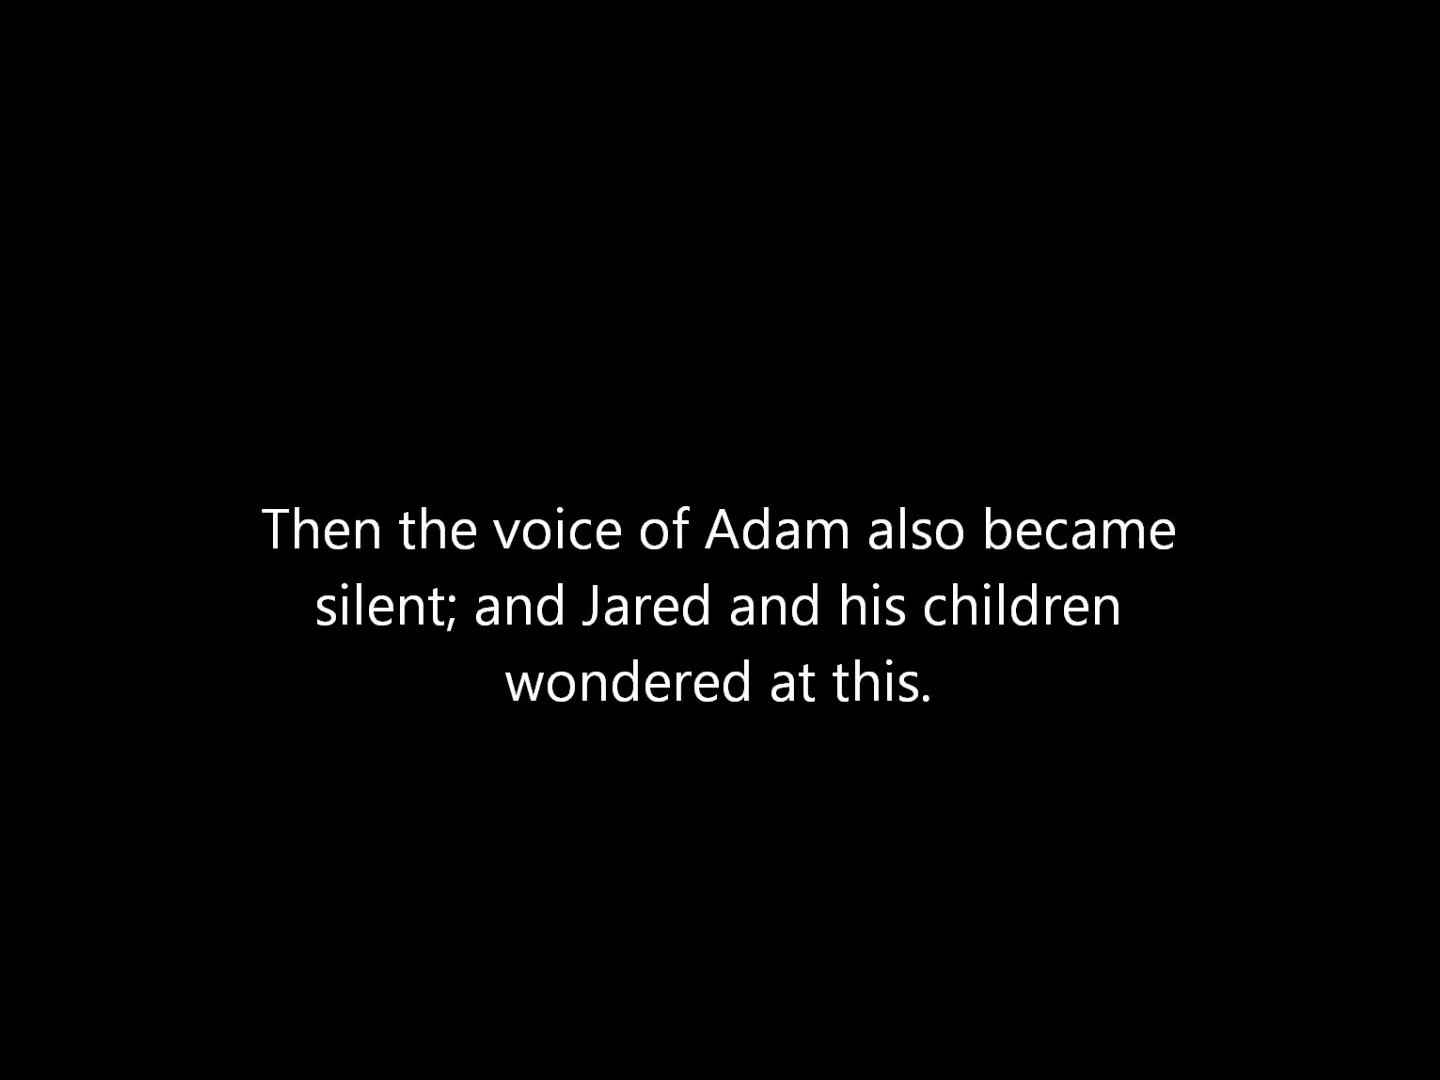 Then the voice of Adam also became
silent; and Jared and his children
wondered at this.